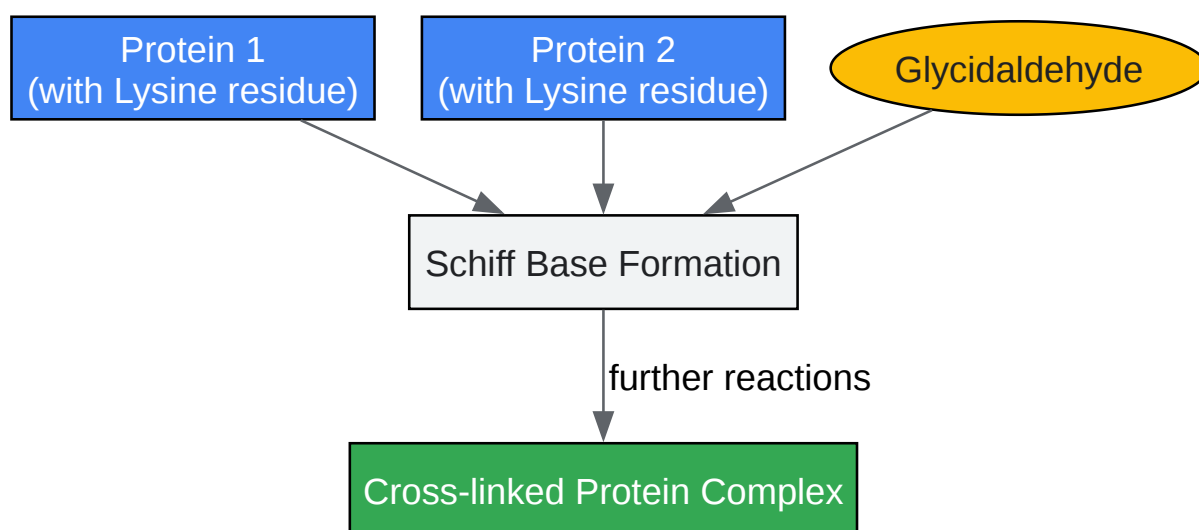 Protein 1
(with Lysine residue)
Protein 2
(with Lysine residue)
Glycidaldehyde
Schiff Base Formation
further reactions
Cross-linked Protein Complex